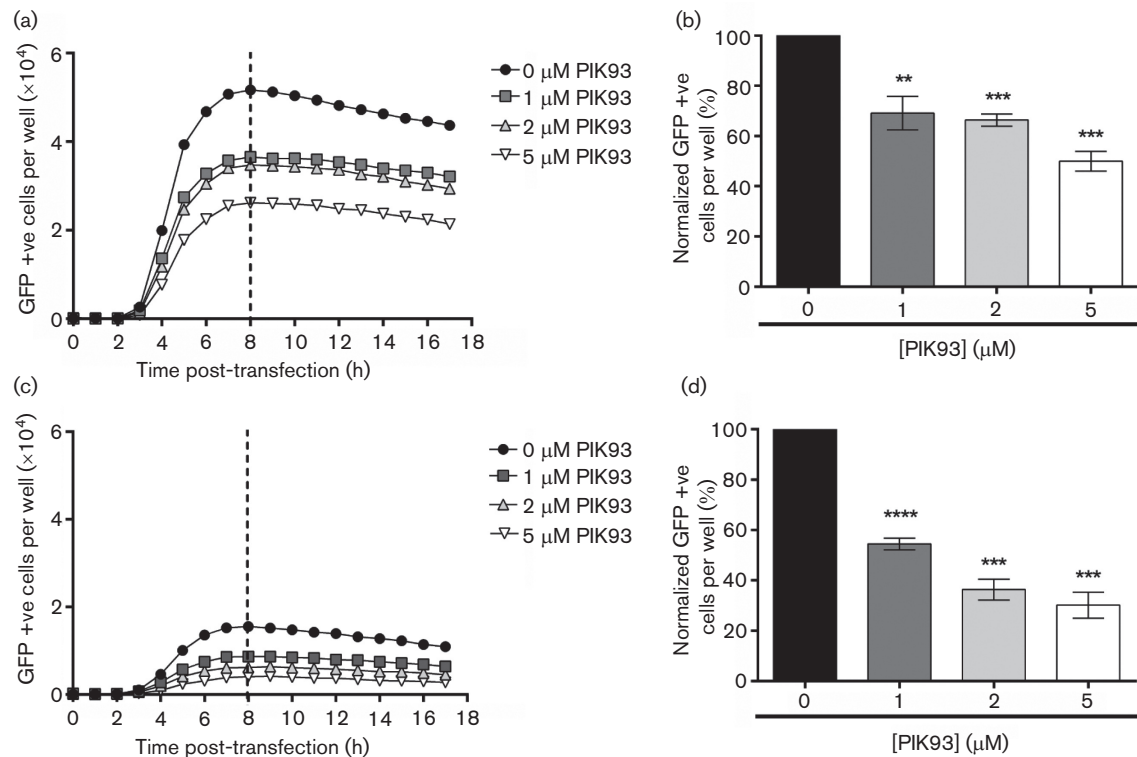 (a)
GFP +ve cells per well (×10⁴)
6
4
2
0
0 2 4 6 8 10 12 14 16 18
Time post-transfection (h)
0 μM PIK93
1 μM PIK93
2 μM PIK93
5 μM PIK93
(b)
Normalized GFP +ve
cells per well (%)
100
80
60
40
20
0
**
***
***
0 1 2 5
[PIK93] (μM)
(c)
GFP +ve cells per well (×10⁴)
6
4
2
0
0 2 4 6 8 10 12 14 16 18
Time post-transfection (h)
0 μM PIK93
1 μM PIK93
2 μM PIK93
5 μM PIK93
(d)
Normalized GFP +ve
cells per well (%)
100
80
60
40
20
0
****
***
***
0 1 2 5
[PIK93] (μM)